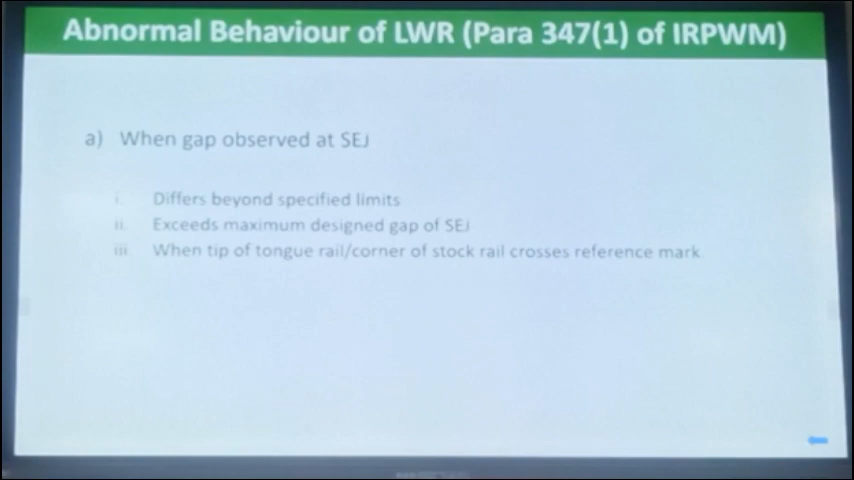 Abnormal Behaviour of LWR (Para 347(1) of IRPWM)
a) When gap observed at SEJ
i. Differs beyond specified limits
ii. Exceeds maximum designed gap of SEJ
iii. When tip of tongue rail/corner of stock rail crosses reference mark